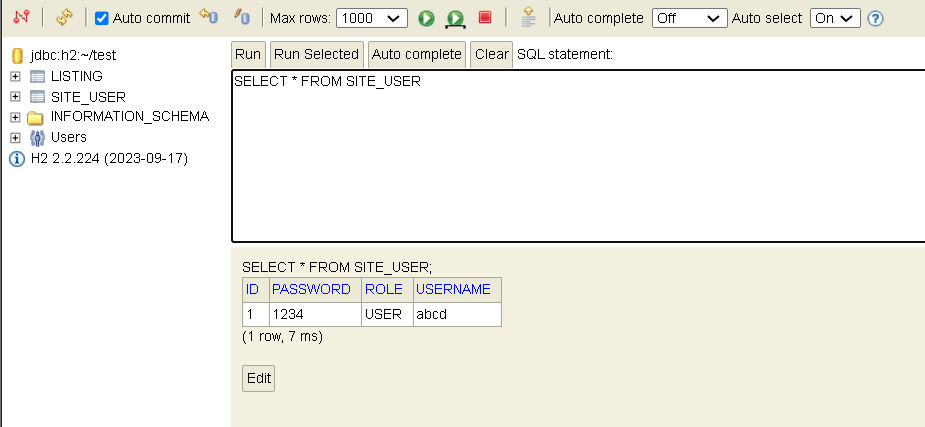 Auto commit Max rows: 1000 Auto complete Off Auto select On ?
jdbc:h2:~/test
LISTING
SITE_USER
INFORMATION_SCHEMA
Users
H2 2.2.224 (2023-09-17)
Run Run Selected Auto complete Clear SQL statement:
SELECT * FROM SITE_USER
SELECT * FROM SITE_USER;
ID PASSWORD ROLE USERNAME
1 1234 USER abcd
(1 row, 7 ms)
Edit